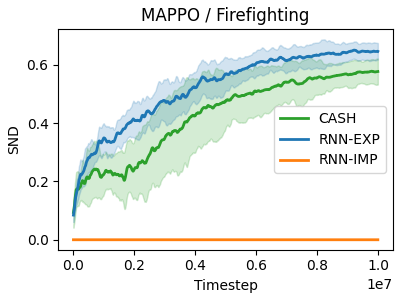 MAPPO / Firefighting
SND
0.6
0.4
0.2
0.0
CASH
RNN-EXP
RNN-IMP
0.0 0.2 0.4 0.6 0.8 1.0
1e7
Timestep